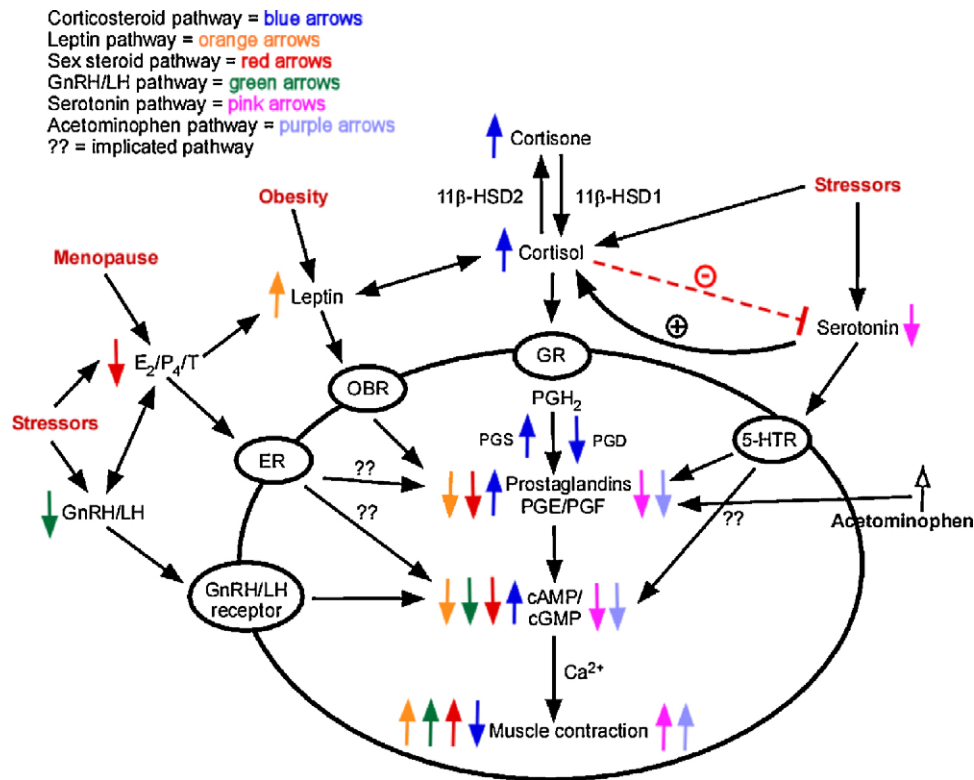 Corticosteroid pathway = blue arrows
Leptin pathway = orange arrows
Sex steroid pathway = red arrows
GnRH/LH pathway = green arrows
Serotonin pathway = pink arrows
Acetominophen pathway = purple arrows
?? = implicated pathway
Cortisone
11β-HSD2
11β-HSD1
Stressors
Obesity
Cortisol
Menopause
Leptin
⊖
⊕
Serotonin
E₂/P₄/T
GR
OBR
PGH₂
Stressors
PGS
PGD
5-HTR
ER
??
Prostaglandins
PGE/PGF
GnRH/LH
??
??
Acetominophen
GnRH/LH
receptor
cAMP/
cGMP
Ca²⁺
Muscle contraction